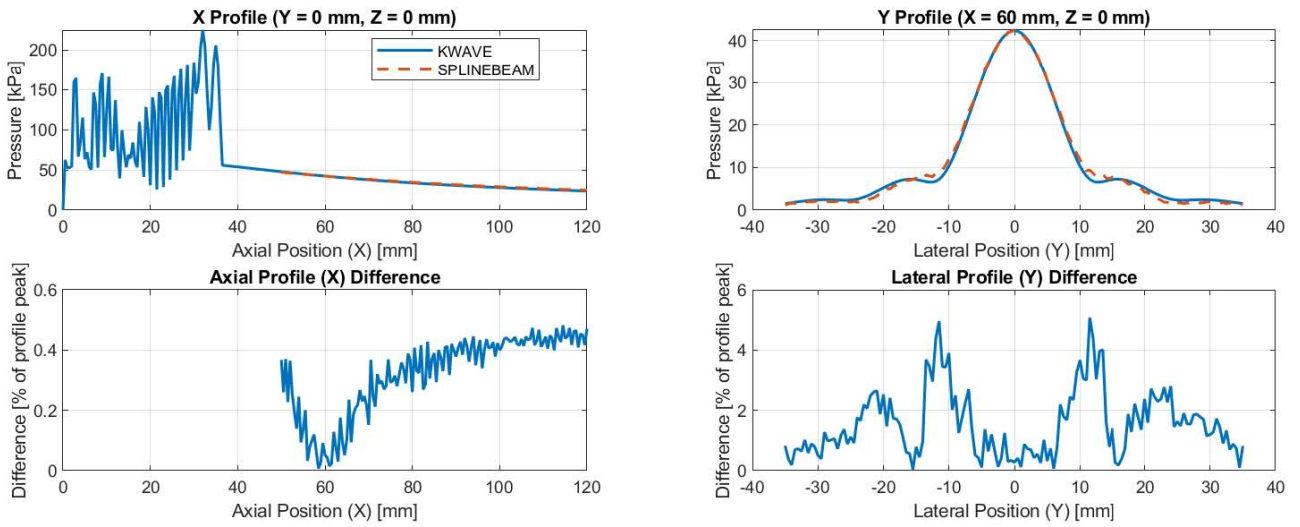 X Profile (Y = 0 mm, Z = 0 mm)
Pressure [kPa]
200
150
100
50
0
KWAVE
SPLINEBEAM
0 20 40 60 80 100 120
Axial Position (X) [mm]
Y Profile (X = 60 mm, Z = 0 mm)
Pressure [kPa]
40
30
20
10
0
-40 -30 -20 -10 0 10 20 30 40
Lateral Position (Y) [mm]
Axial Profile (X) Difference
Difference [% of profile peak]
0.6
0.4
0.2
0
0 20 40 60 80 100 120
Axial Position (X) [mm]
Lateral Profile (Y) Difference
Difference [% of profile peak]
6
4
2
0
-40 -30 -20 -10 0 10 20 30 40
Lateral Position (Y) [mm]